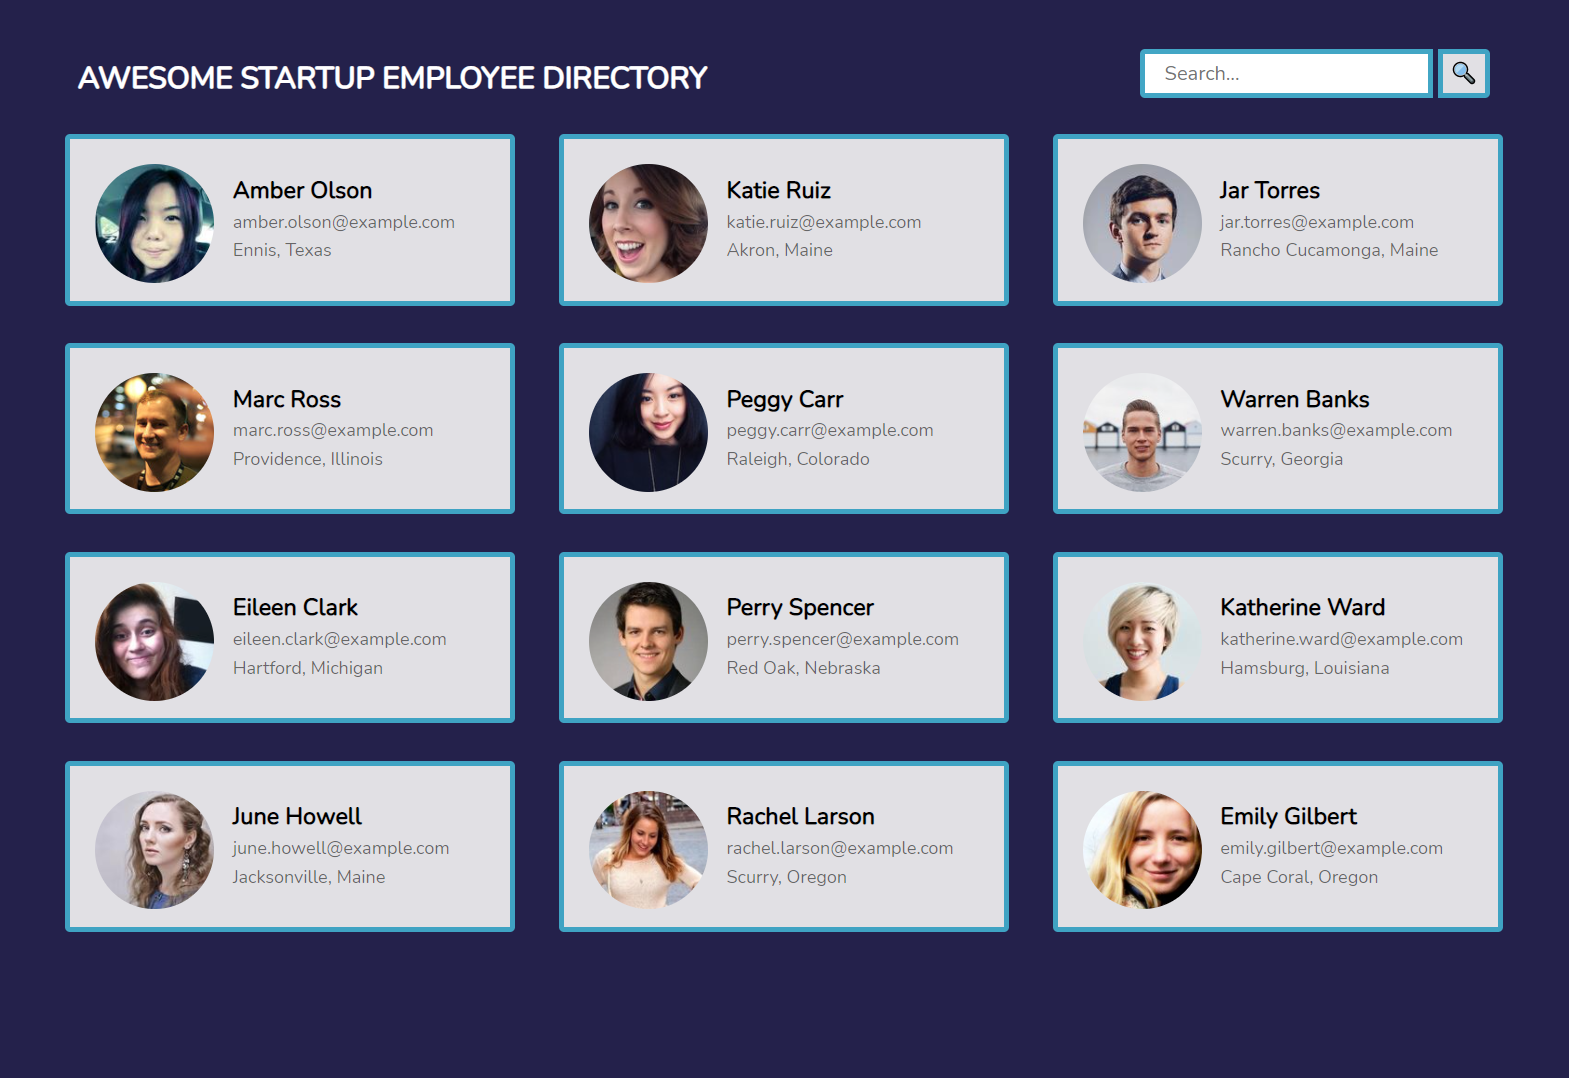 AWESOME STARTUP EMPLOYEE DIRECTORY
Search...
Amber Olson
amber.olson@example.com
Ennis, Texas
Katie Ruiz
katie.ruiz@example.com
Akron, Maine
Jar Torres
jar.torres@example.com
Rancho Cucamonga, Maine
Marc Ross
marc.ross@example.com
Providence, Illinois
Peggy Carr
peggy.carr@example.com
Raleigh, Colorado
Warren Banks
warren.banks@example.com
Scurry, Georgia
Eileen Clark
eileen.clark@example.com
Hartford, Michigan
Perry Spencer
perry.spencer@example.com
Red Oak, Nebraska
Katherine Ward
katherine.ward@example.com
Hamsburg, Louisiana
June Howell
june.howell@example.com
Jacksonville, Maine
Rachel Larson
rachel.larson@example.com
Scurry, Oregon
Emily Gilbert
emily.gilbert@example.com
Cape Coral, Oregon